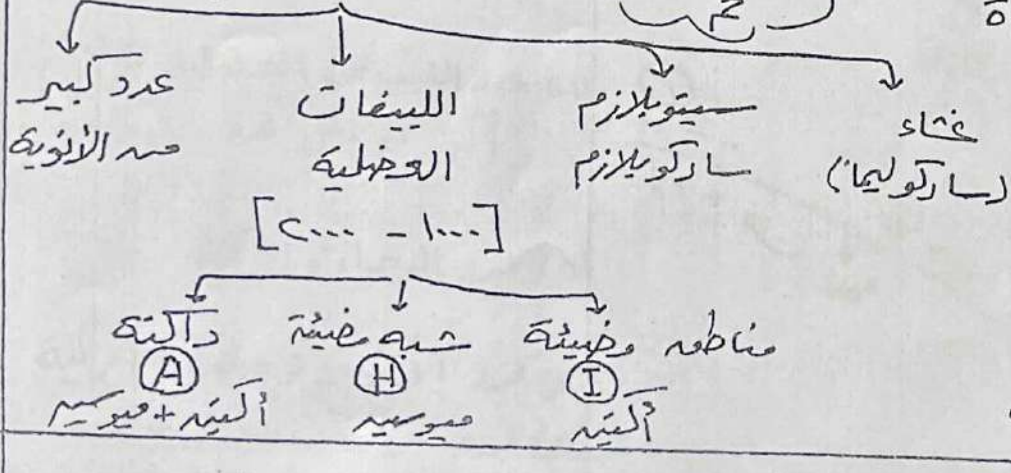 غشاء
(ساركوليما)
سيتوبلازم
ساركوبلازم
الليفات
العضلية
[١٠٠٠ - ٢٠٠٠]
عدد كبير
من الأنوية
مناطق مضيئة
I
أكتين
شبه مضيئة
H
ميوسين
داكنة
A
أكتين + ميوسين